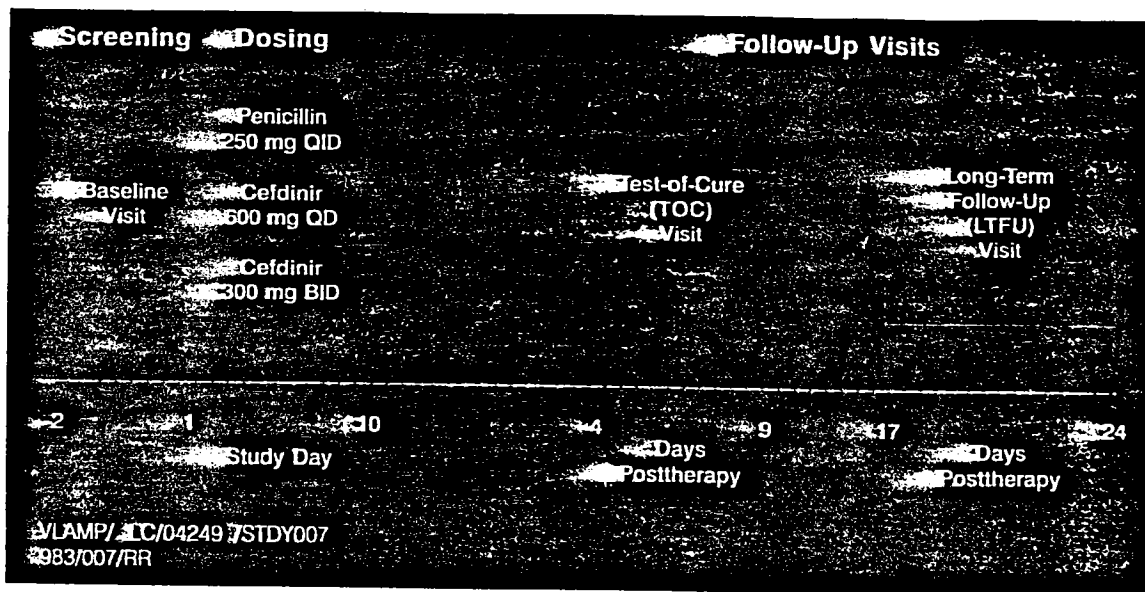 Screening
Dosing
Follow-Up Visits
Penicillin
250 mg QID
Baseline
Visit
Cefdinir
600 mg QD
Cefdinir
300 mg BID
Test-of-Cure
(TOC)
Visit
Long-Term
Follow-Up
(LTFU)
Visit
-2
1
10
4
9
17
24
Study Day
Days
Posttherapy
Days
Posttherapy
/STDY007
983/007/RR